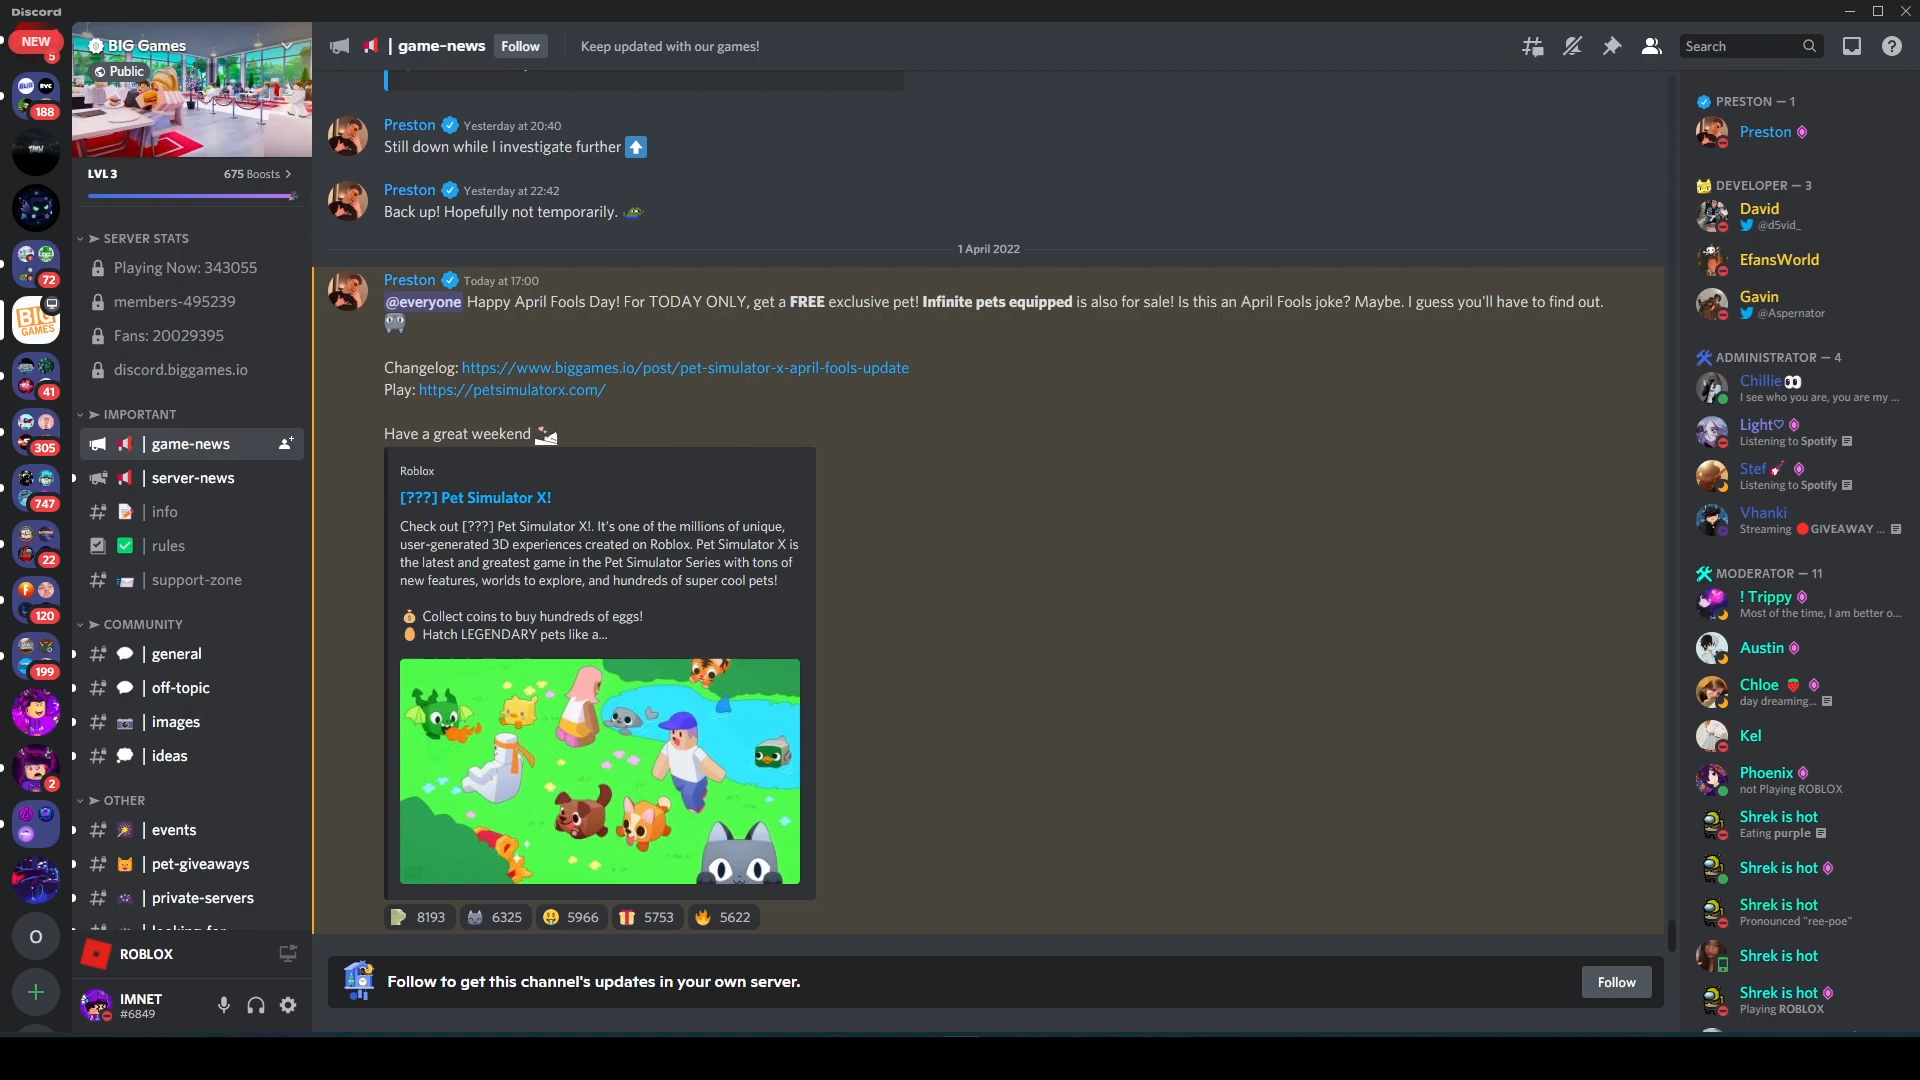 Discord
NEW
5
188
72
BIG GAMES
41
305
747
22
120
199
2
O
BIG Games
Public
LVL 3
675 Boosts
SERVER STATS
Playing Now: 343055
members-495239
Fans: 20029395
discord.biggames.io
IMPORTANT
| game-news
| server-news
| info
| rules
| support-zone
COMMUNITY
| general
| off-topic
| images
| ideas
OTHER
| events
| pet-giveaways
| private-servers
ROBLOX
IMNET
#6849
| game-news
Follow
Keep updated with our games!
Search
Preston Yesterday at 20:40
Still down while I investigate further
Preston Yesterday at 22:42
Back up! Hopefully not temporarily.
1 April 2022
Preston Today at 17:00
@everyone Happy April Fools Day! For TODAY ONLY, get a FREE exclusive pet! Infinite pets equipped is also for sale! Is this an April Fools joke? Maybe. I guess you'll have to find out.
Changelog: https://www.biggames.io/post/pet-simulator-x-april-fools-update
Play: https://petsimulatorx.com/
Have a great weekend
Roblox
[???] Pet Simulator X!
Check out [???] Pet Simulator X!. It's one of the millions of unique,
user-generated 3D experiences created on Roblox. Pet Simulator X is
the latest and greatest game in the Pet Simulator Series with tons of
new features, worlds to explore, and hundreds of super cool pets!
Collect coins to buy hundreds of eggs!
Hatch LEGENDARY pets like a...
8193
6325
5966
5753
5622
Follow to get this channel's updates in your own server.
Follow
PRESTON — 1
Preston
DEVELOPER — 3
David
@d5vid_
EfansWorld
Gavin
@Aspernator
ADMINISTRATOR — 4
Chillie
I see who you are, you are my ...
Light♡
Listening to Spotify
Stef
Listening to Spotify
Vhanki
Streaming GIVEAWAY ...
MODERATOR — 11
! Trippy
Most of the time, I am better o...
Austin
Chloe
day dreaming...
Kel
Phoenix
not Playing ROBLOX
Shrek is hot
Eating purple
Shrek is hot
Shrek is hot
Pronounced "ree-poe"
Shrek is hot
Shrek is hot
Playing ROBLOX